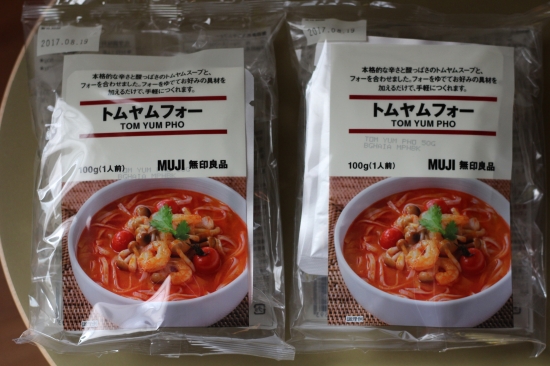 2017.08.19
本格的な辛さと酸っぱさのトムヤムスープと、
フォーを合わせました。フォーをゆでてお好みの具材を
加えるだけで、手軽につくれます。
トムヤムフォー
TOM YUM PHO
100g(1人前)
MUJI 無印良品
本格的な辛さと酸っぱさのトムヤムスープと、
フォーを合わせました。フォーをゆでてお好みの具材を
加えるだけで、手軽につくれます。
トムヤムフォー
TOM YUM PHO
TOM YUM PHO
100g(1人前)
MUJI 無印良品